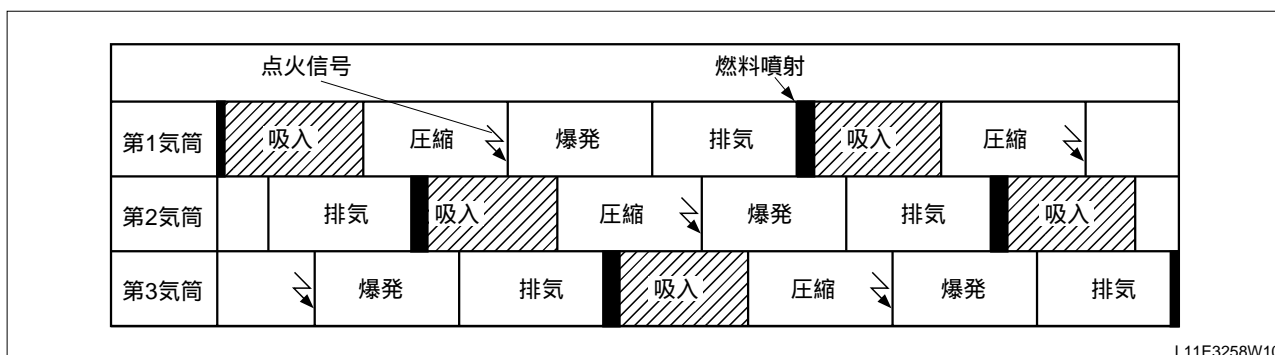 点火信号 燃料噴射
第1気筒 吸入 圧縮 爆発 排気 吸入 圧縮
第2気筒 排気 吸入 圧縮 爆発 排気 吸入
第3気筒 爆発 排気 吸入 圧縮 爆発 排気
L11E3258W10